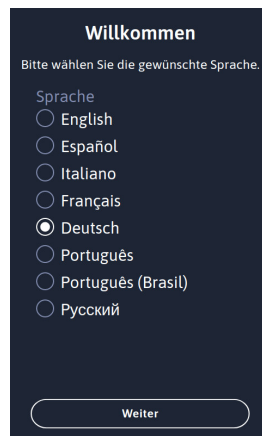 Willkommen
Bitte wählen Sie die gewünschte Sprache.
Sprache
English
Español
Italiano
Français
Deutsch
Português
Português (Brasil)
Русский
Weiter